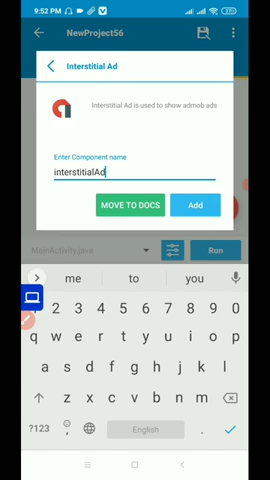 9:52 PM
NewProject56
Interstitial Ad
Interstitial Ad is used to show admob ads
Enter Component name
interstitialAd
MOVE TO DOCS
Add
MainActivity.java
Run
me to you
1 2 3 4 5 6 7 8 9 0
q w e r t y u i o p
a s d f g h j k l
z x c v b n m
?123 , English .